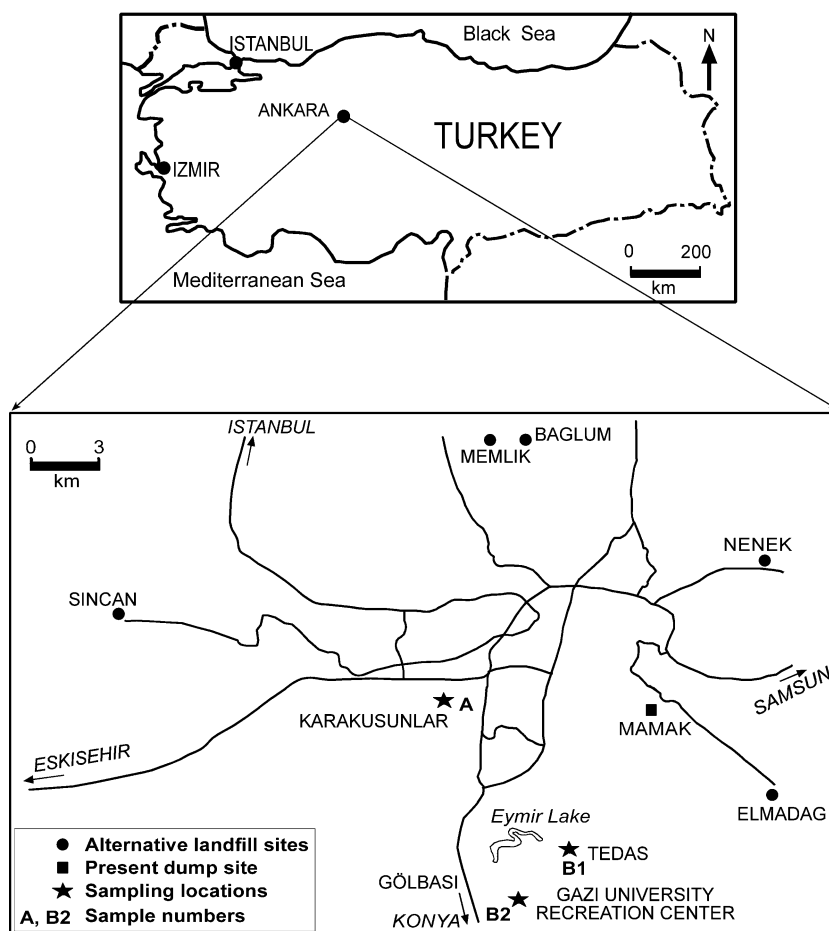 Black Sea
N
ISTANBUL
ANKARA
TURKEY
IZMIR
0 200
km
Mediterranean Sea
ISTANBUL
0 3
km
BAGLUM
MEMLIK
NENEK
SINCAN
SAMSUN
KARAKUSUNLAR
A
MAMAK
ESKISEHIR
ELMADAG
Eymir Lake
TEDAS
B1
GÖLBASI
GAZI UNIVERSITY
B2
RECREATION CENTER
KONYA
Alternative landfill sites
Present dump site
Sampling locations
A, B2 Sample numbers